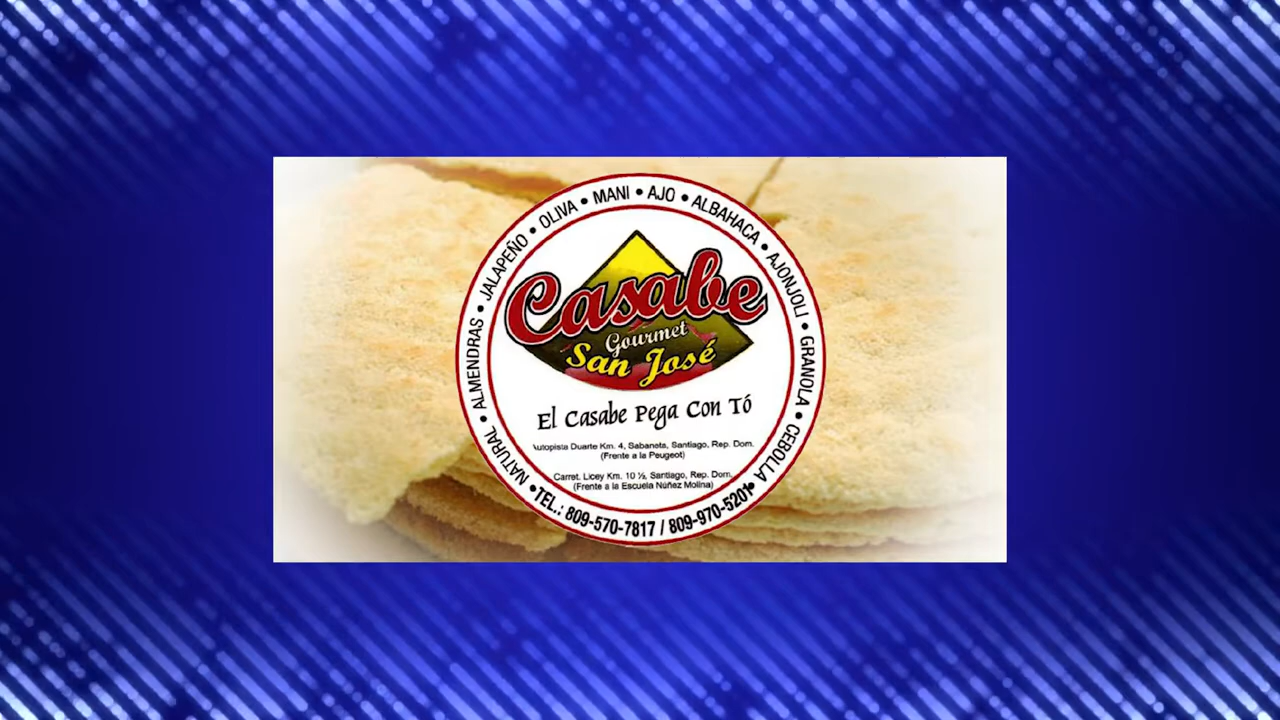 NATURAL • ALMENDRAS • JALAPEÑO • OLIVA • MANI • AJO • ALBAHACA • AJONJOLI • GRANOLA • CEBOLLA
Casabe
Gourmet
San José
El Casabe Pega Con Tó
Autopista Duarte Km. 4, Sabaneta, Santiago, Rep. Dom.
(Frente a la Peugeot)
Carret. Licey Km. 10 ½, Santiago, Rep. Dom.
(Frente a la Escuela Núñez Molina)
•TEL.: 809-570-7817 / 809-970-5201•